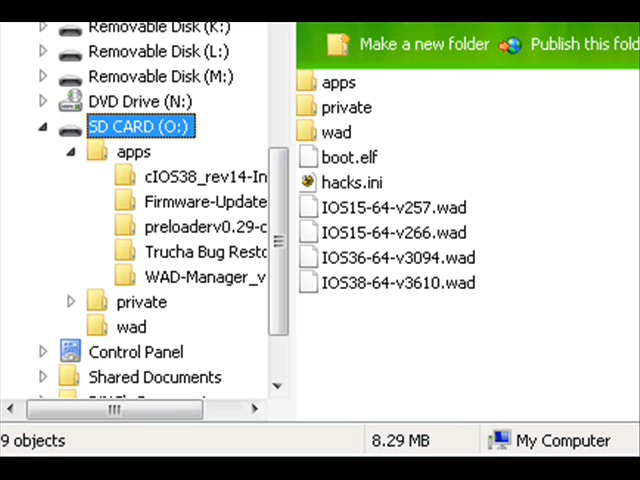 Removable Disk (K:)
Removable Disk (L:)
Removable Disk (M:)
DVD Drive (N:)
SD CARD (O:)
apps
cIOS38_rev14-In
Firmware-Update
preloaderv0.29-c
Trucha Bug Resto
WAD-Manager_v
private
wad
Control Panel
Shared Documents
Make a new folder
Publish this fold
apps
private
wad
boot.elf
hacks.ini
IOS15-64-v257.wad
IOS15-64-v266.wad
IOS36-64-v3094.wad
IOS38-64-v3610.wad
9 objects
8.29 MB
My Computer